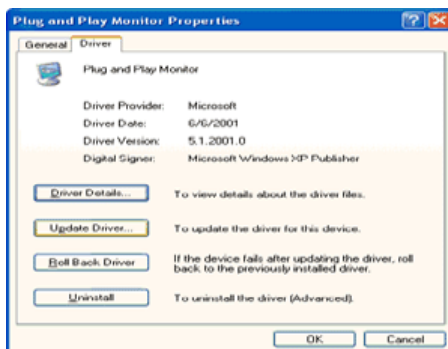 Plug and Play Monitor Properties
General Driver
Plug and Play Monitor
Driver Provider: Microsoft
Driver Date: 6/6/2001
Driver Version: 5.1.2001.0
Digital Signer: Microsoft Windows XP Publisher
Driver Details... To view details about the driver files.
Update Driver... To update the driver for this device.
Roll Back Driver If the device fails after updating the driver, roll
back to the previously installed driver.
Uninstall To uninstall the driver (Advanced).
OK Cancel